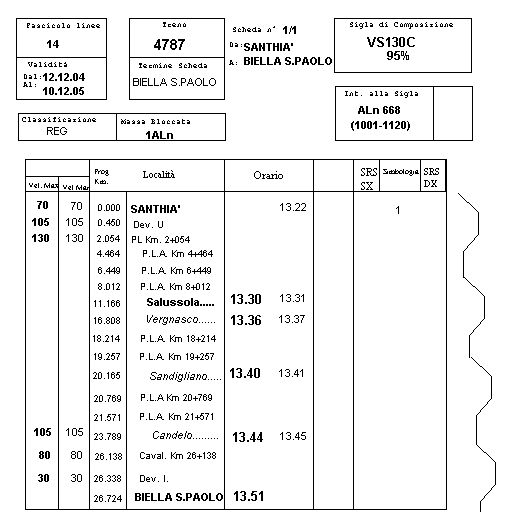 Fascicolo linee
14
Treno
4787
Scheda n° 1/1
Da: SANTHIA'
A: BIELLA S.PAOLO
Sigla di Composizione
VS130C
95%
Validità
Dal: 12.12.04
Al: 10.12.05
Termine Scheda
BIELLA S.PAOLO
Int. alla Sigla
ALn 668
(1001-1120)
Classificazione
REG
Massa Bloccata
1ALn
Vel. Max Vel Max Prog Km. Località Orario SRS SX Simbologia SRS DX
70 70 0.000 SANTHIA' 13.22 1
105 105 0.450 Dev. U
130 130 2.054 PL Km. 2+054
4.464 P.L.A. Km 4+464
6.449 P.L.A. Km 6+449
8.012 P.L.A. Km 8+012
11.166 Salussola..... 13.30 13.31
16.808 Vergnasco...... 13.36 13.37
18.214 P.L.A. Km 18+214
19.257 P.L.A. Km 19+257
20.165 Sandigliano..... 13.40 13.41
20.769 P.L.A Km 20+769
21.571 P.L.A. Km 21+571
105 105 23.789 Candelo......... 13.44 13.45
80 80 26.138 Caval. Km 26+138
30 30 26.338 Dev. I.
26.724 BIELLA S.PAOLO 13.51